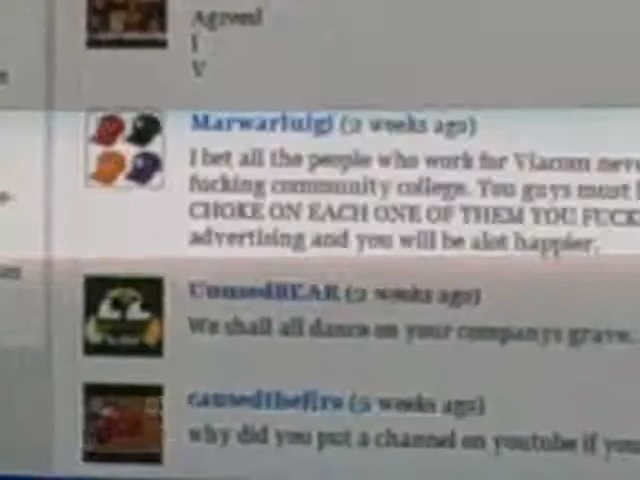 Agreed
I
V
Marwarluigi (2 weeks ago)
I bet all the people who work for Viacom
fucking community college. You guys must
CHOKE ON EACH ONE OF THEM YOU FUCK
advertising and you will be alot happier.
(2 weeks ago)
We shall all dance on your companys grave.
(5 weeks ago)
why did you put a channel on youtube if you